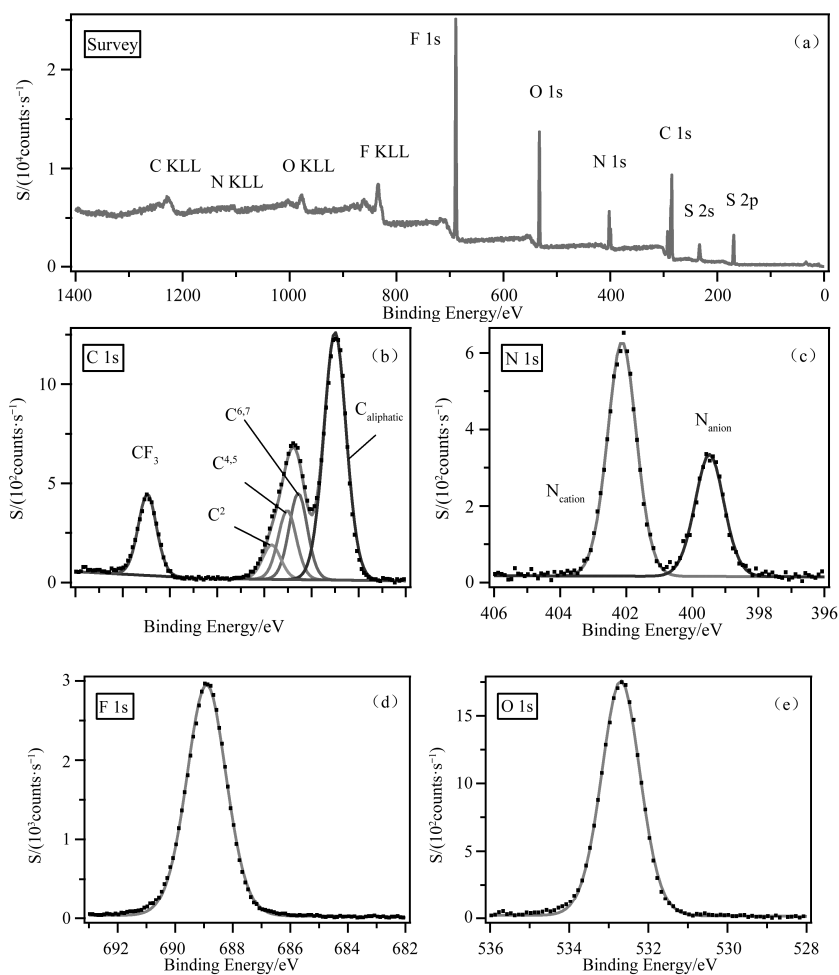 Survey
(a)
F 1s
O 1s
C 1s
N 1s
F KLL
O KLL
C KLL
N KLL
S 2s
S 2p
S/(10⁴counts·s⁻¹)
2
1
0
1400 1200 1000 800 600 400 200 0
Binding Energy/eV
C 1s
(b)
C⁶,⁷
C aliphatic
CF₃
C⁴,⁵
C²
S/(10²counts·s⁻¹)
10
5
0
Binding Energy/eV
N 1s
(c)
N anion
N cation
S/(10²counts·s⁻¹)
6
4
2
0
406 404 402 400 398 396
Binding Energy/eV
F 1s
(d)
S/(10³counts·s⁻¹)
3
2
1
0
692 690 688 686 684 682
Binding Energy/eV
O 1s
(e)
S/(10²counts·s⁻¹)
15
10
5
0
536 534 532 530 528
Binding Energy/eV